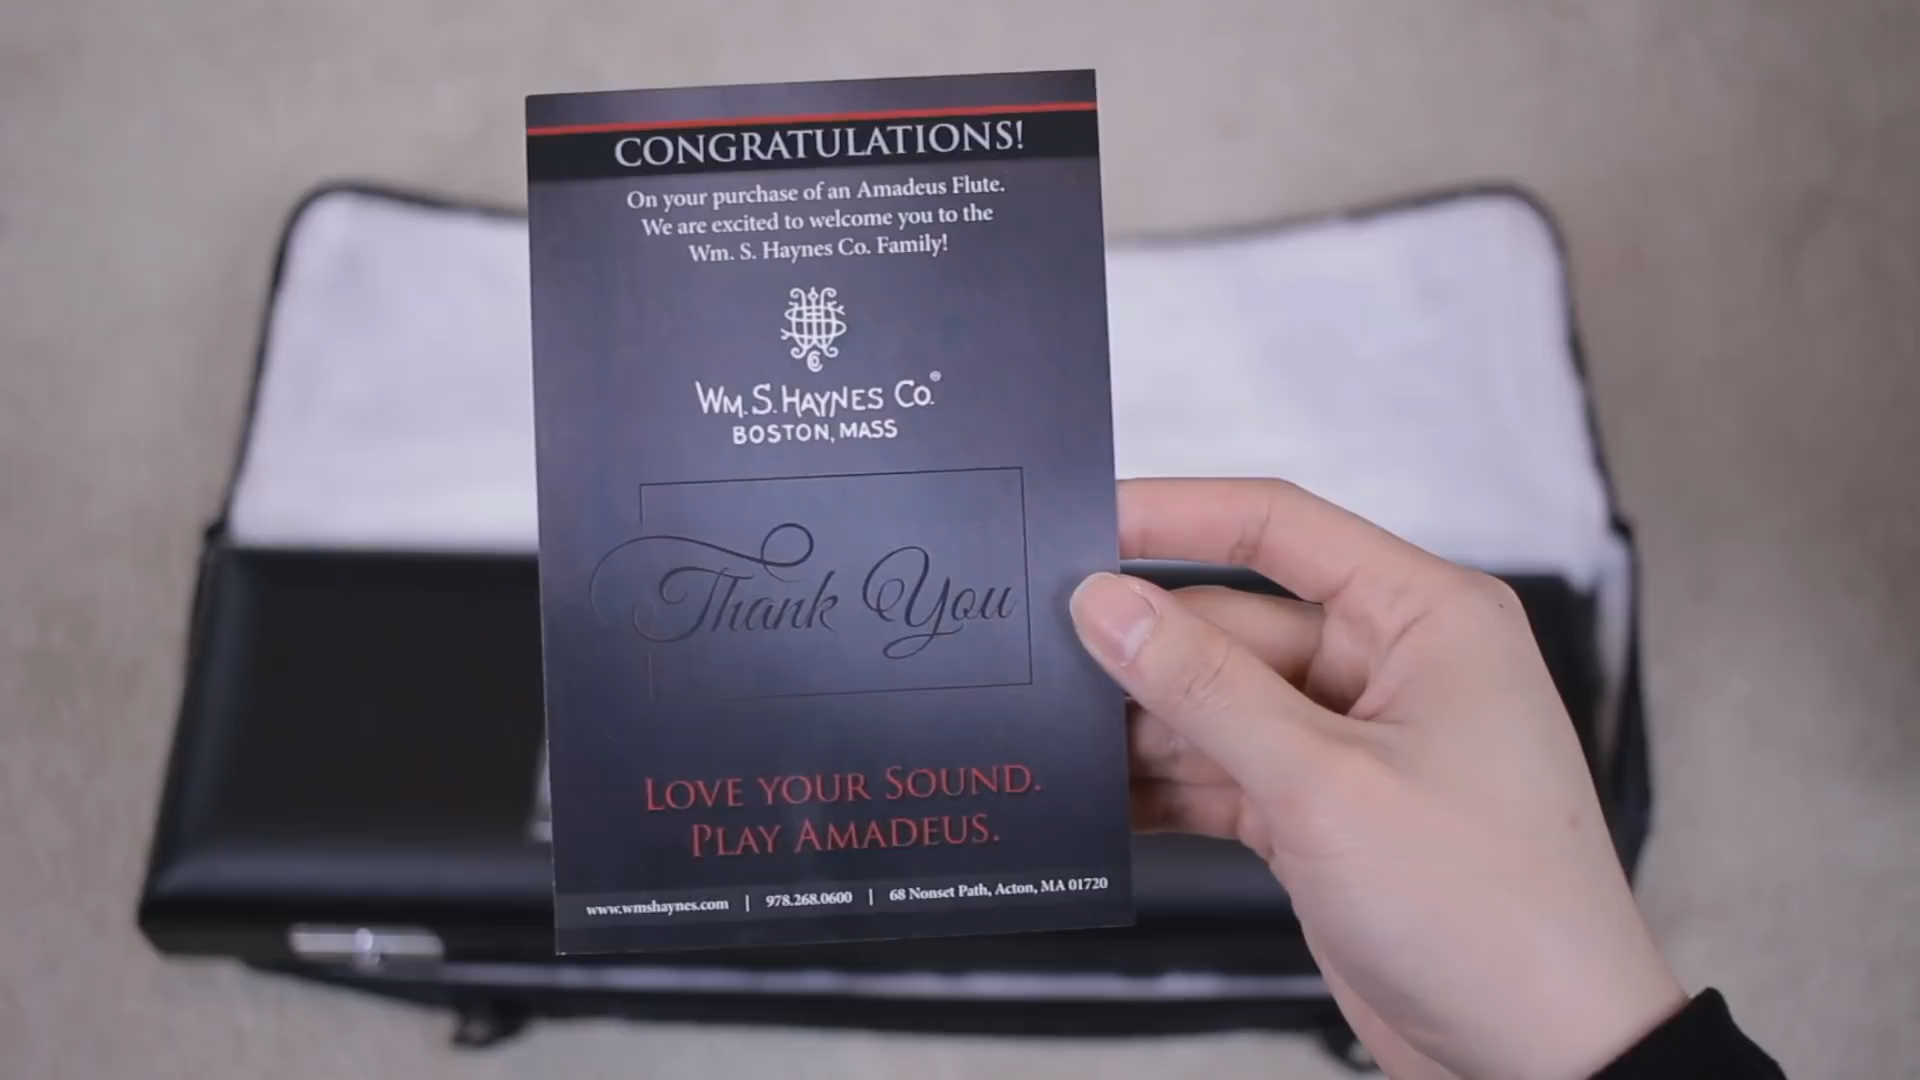 CONGRATULATIONS!
On your purchase of an Amadeus Flute.
We are excited to welcome you to the
Wm. S. Haynes Co. Family!
WM. S. HAYNES CO.®
BOSTON, MASS
Thank You
LOVE YOUR SOUND.
PLAY AMADEUS.
www.wmshaynes.com | 978.268.0600 | 68 Nonset Path, Acton, MA 01720